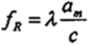 f_R = λ a_m / c